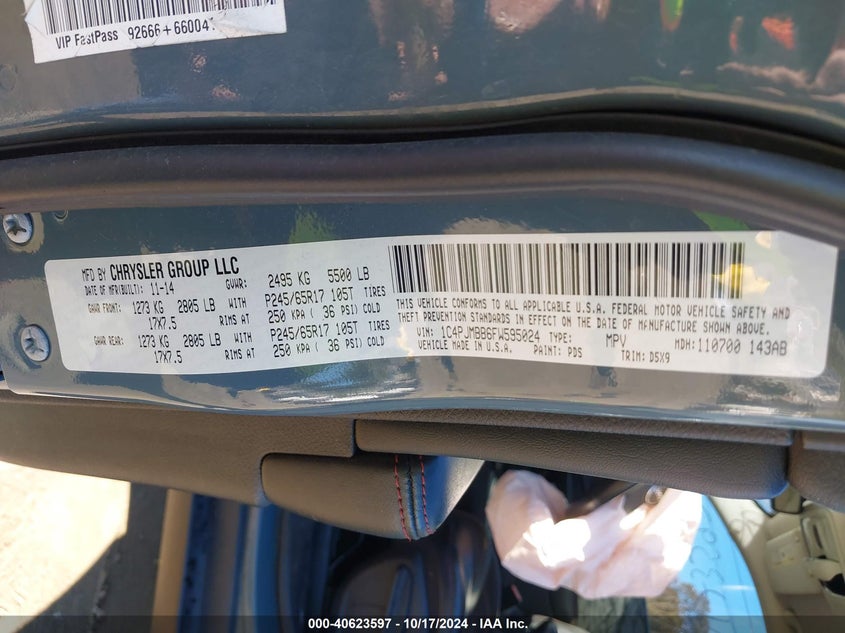 VIP FastPass 92666+66004
MFD BY CHRYSLER GROUP LLC
DATE OF MFR(BUILT): 11-14 GVWR: 2495 KG 5500 LB
GAWR FRONT: 1273 KG 2805 LB WITH P245/65R17 105T TIRES
17X7.5 RIMS AT 250 KPA ( 36 PSI) COLD
GAWR REAR: 1273 KG 2805 LB WITH P245/65R17 105T TIRES
17X7.5 RIMS AT 250 KPA ( 36 PSI) COLD
THIS VEHICLE CONFORMS TO ALL APPLICABLE U.S.A. FEDERAL MOTOR VEHICLE SAFETY AND
THEFT PREVENTION STANDARDS IN EFFECT ON THE DATE OF MANUFACTURE SHOWN ABOVE.
VIN: 1C4PJMBB6FW595024 TYPE: MPV MDH: 110700 143AB
VEHICLE MADE IN U.S.A. PAINT: PDS TRIM: D5X9
000-40623597 - 10/17/2024 - IAA Inc.